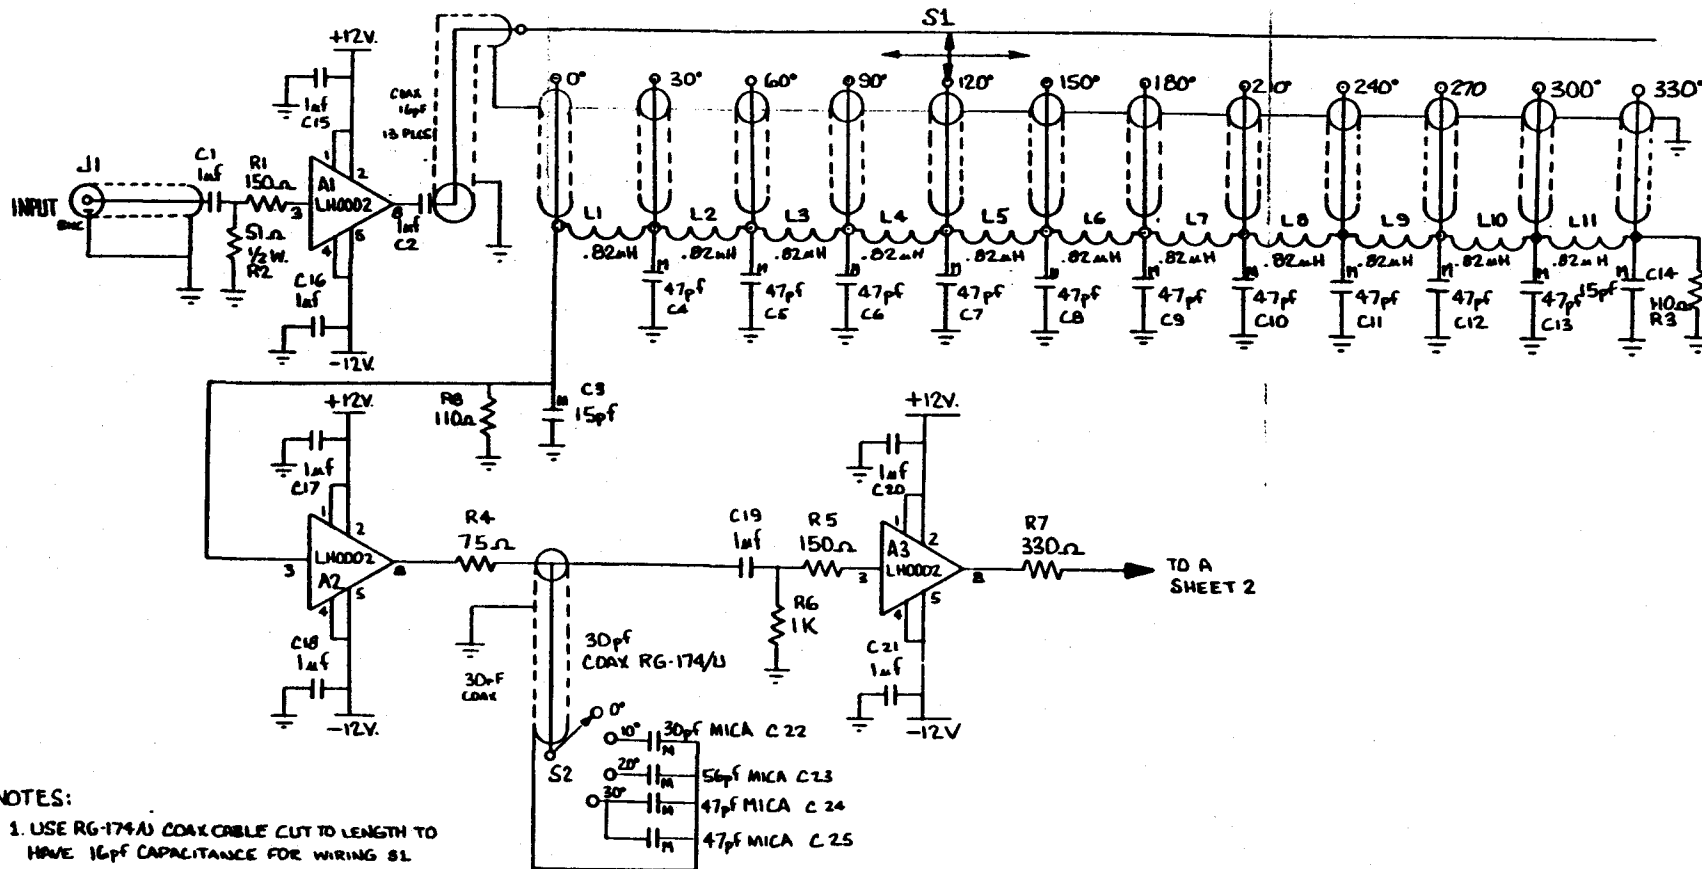 S1
+12V.
1µf
C15
COAX
16pf
13 PLCS
0°
30°
60°
90°
120°
150°
180°
210°
240°
270
300°
330°
J1
INPUT
BNC
C1
1µf
R1
150Ω
3
1
2
A1
LH0002
8
4
5
1µf
C2
51Ω
1/2 W.
R2
C16
1µf
-12V.
L1
.82µH
L2
.82µH
L3
.82µH
L4
.82µH
L5
.82µH
L6
.82µH
L7
.82µH
L8
.82µH
L9
.82µH
L10
.82µH
L11
.82µH
M
47pf
C4
M
47pf
C5
M
47pf
C6
M
47pf
C7
M
47pf
C8
M
47pf
C9
M
47pf
C10
M
47pf
C11
M
47pf
C12
M
47pf
C13
M
15pf
C14
110Ω
R3
R8
110Ω
C3
M
15pf
+12V.
1µf
C17
1
2
3
LH0002
A2
8
4
5
C18
1µf
-12V.
R4
75Ω
30pf
COAX RG-174/U
30pF
COAX
C19
1µf
R5
150Ω
R6
1K
+12V.
1µf
C20
1
2
A3
LH0002
3
8
4
5
C21
1µf
-12V
R7
330Ω
TO A
SHEET 2
S2
0°
10°
M
30pf MICA C22
20°
M
56pf MICA C23
30°
M
47pf MICA C24
M
47pf MICA C25
NOTES:
1. USE RG-174/U COAX CABLE CUT TO LENGTH TO
HAVE 16pf CAPACITANCE FOR WIRING S1